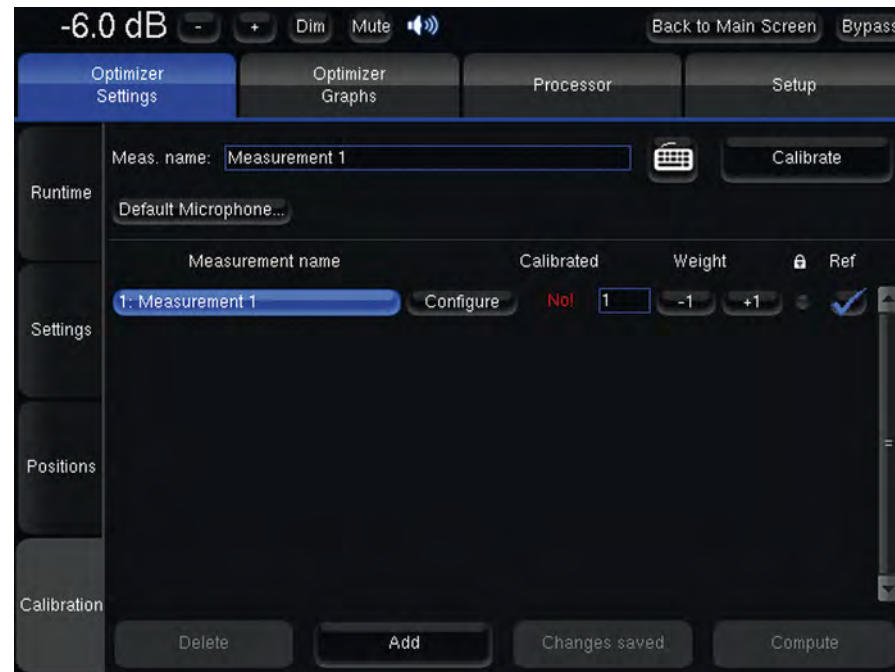 -6.0 dB - + Dim Mute Back to Main Screen Bypass
Optimizer
Settings
Optimizer
Graphs
Processor
Setup
Runtime
Settings
Positions
Calibration
Meas. name: Measurement 1 Calibrate
Default Microphone...
Measurement name Calibrated Weight Ref
1: Measurement 1 Configure No! 1 -1 +1
Delete Add Changes saved Compute